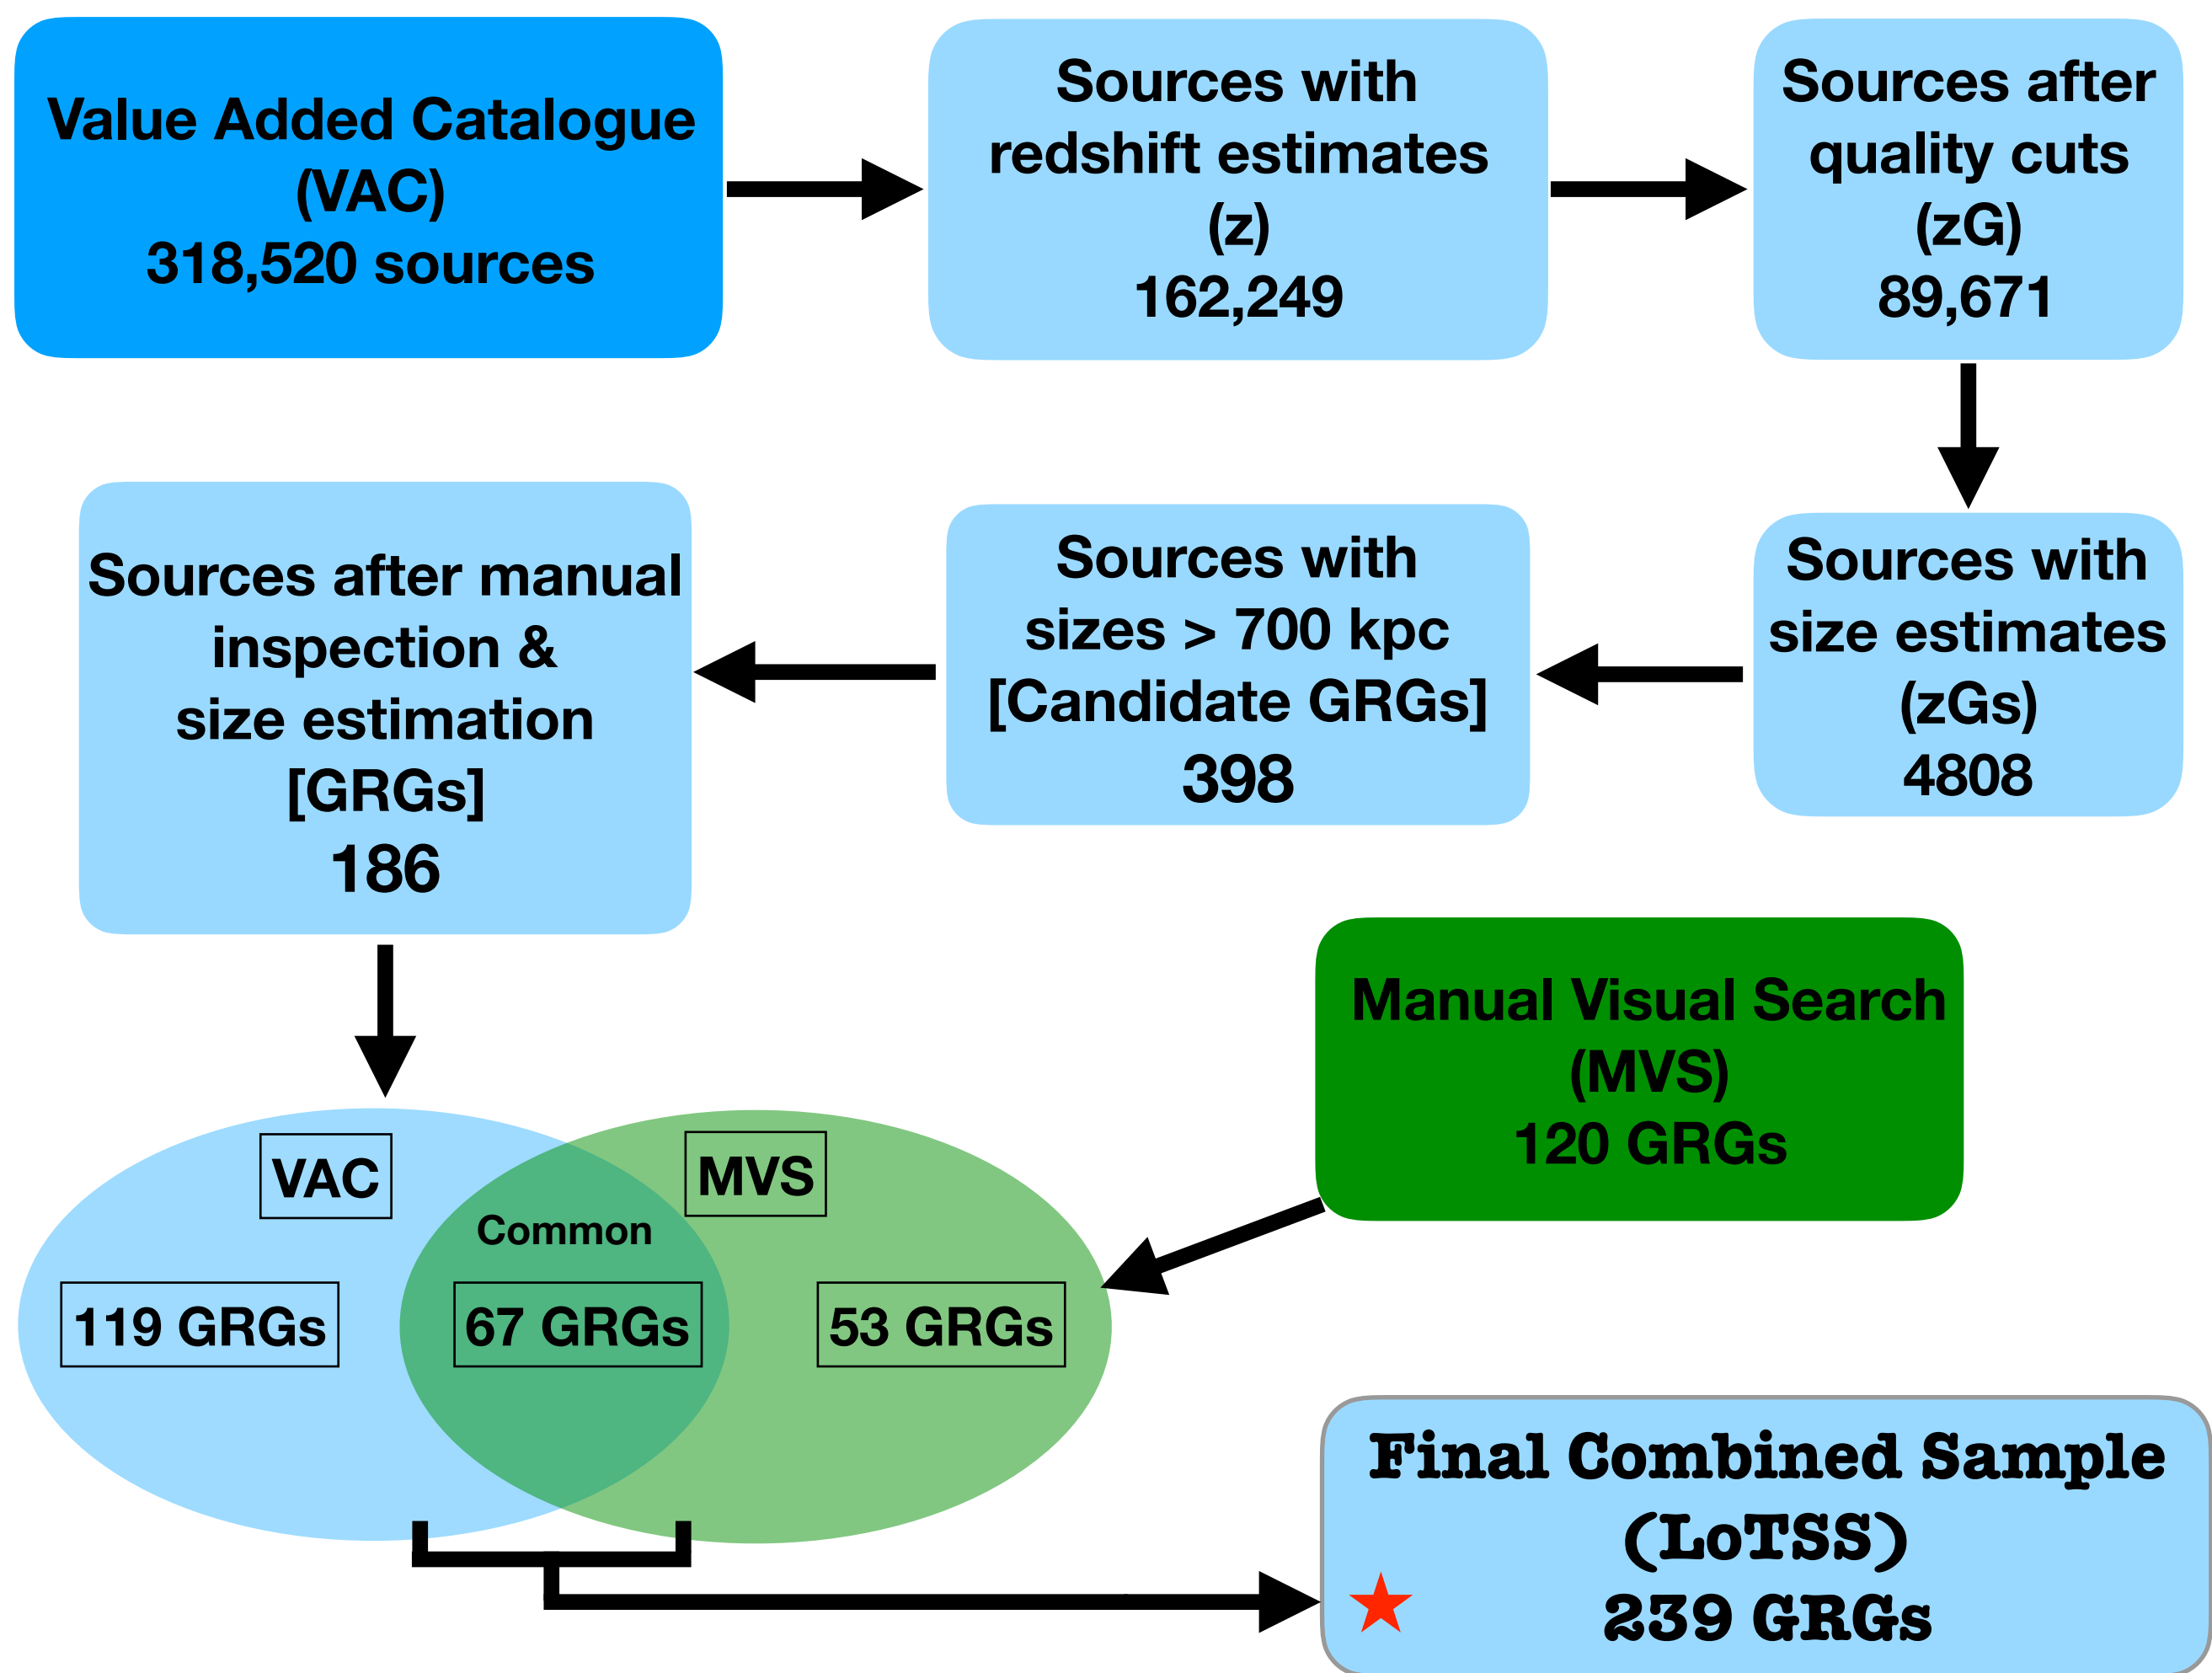 Value Added Catalogue
(VAC)
318,520 sources
Sources with
redshift estimates
(z)
162,249
Sources after
quality cuts
(zG)
89,671
Sources with
size estimates
(zGs)
4808
Sources with
sizes > 700 kpc
[Candidate GRGs]
398
Sources after manual
inspection &
size estimation
[GRGs]
186
Manual Visual Search
(MVS)
120 GRGs
VAC
MVS
Common
119 GRGs
67 GRGs
53 GRGs
Final Combined Sample
(LoTSS)
239 GRGs